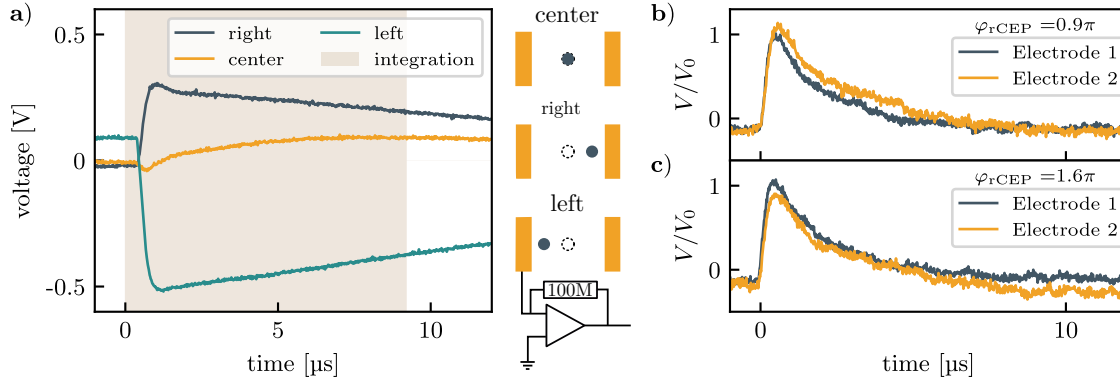 a)
0.5
0
-0.5
voltage [V]
right
center
left
integration
0
5
10
time [µs]
center
right
left
100M
b)
φrCEP =0.9π
Electrode 1
Electrode 2
1
0
V/V0
c)
φrCEP =1.6π
Electrode 1
Electrode 2
1
0
V/V0
0
10
time [µs]